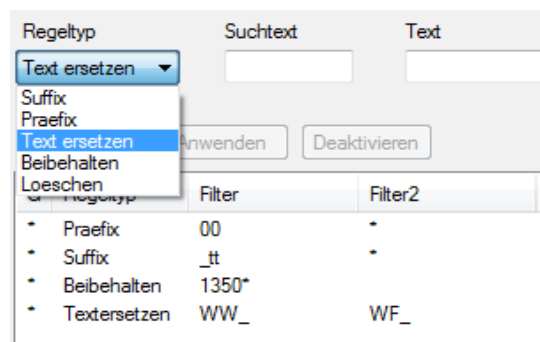 Regeltyp Suchtext Text
Text ersetzen
Suffix
Praefix
Text ersetzen
Beibehalten
Loeschen
Anwenden Deaktivieren
Regeltyp Filter Filter2
* Praefix 00 *
* Suffix _tt *
* Beibehalten 1350*
* Textersetzen WW_ WF_